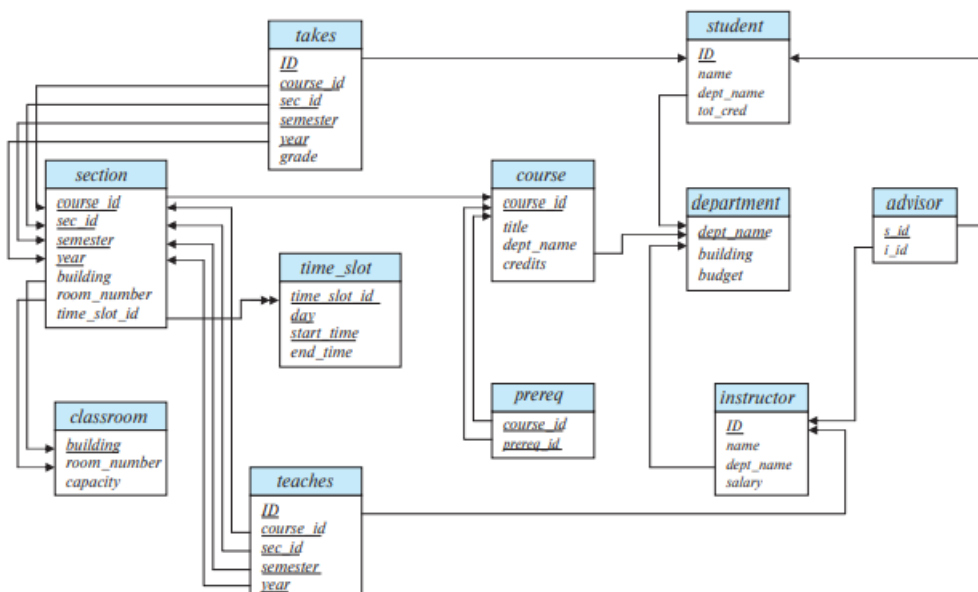 takes
ID
course_id
sec_id
semester
year
grade
student
ID
name
dept_name
tot_cred
section
course_id
sec_id
semester
year
building
room_number
time_slot_id
course
course_id
title
dept_name
credits
department
dept_name
building
budget
advisor
s_id
i_id
time_slot
time_slot_id
day
start_time
end_time
classroom
building
room_number
capacity
prereq
course_id
prereq_id
instructor
ID
name
dept_name
salary
teaches
ID
course_id
sec_id
semester
year